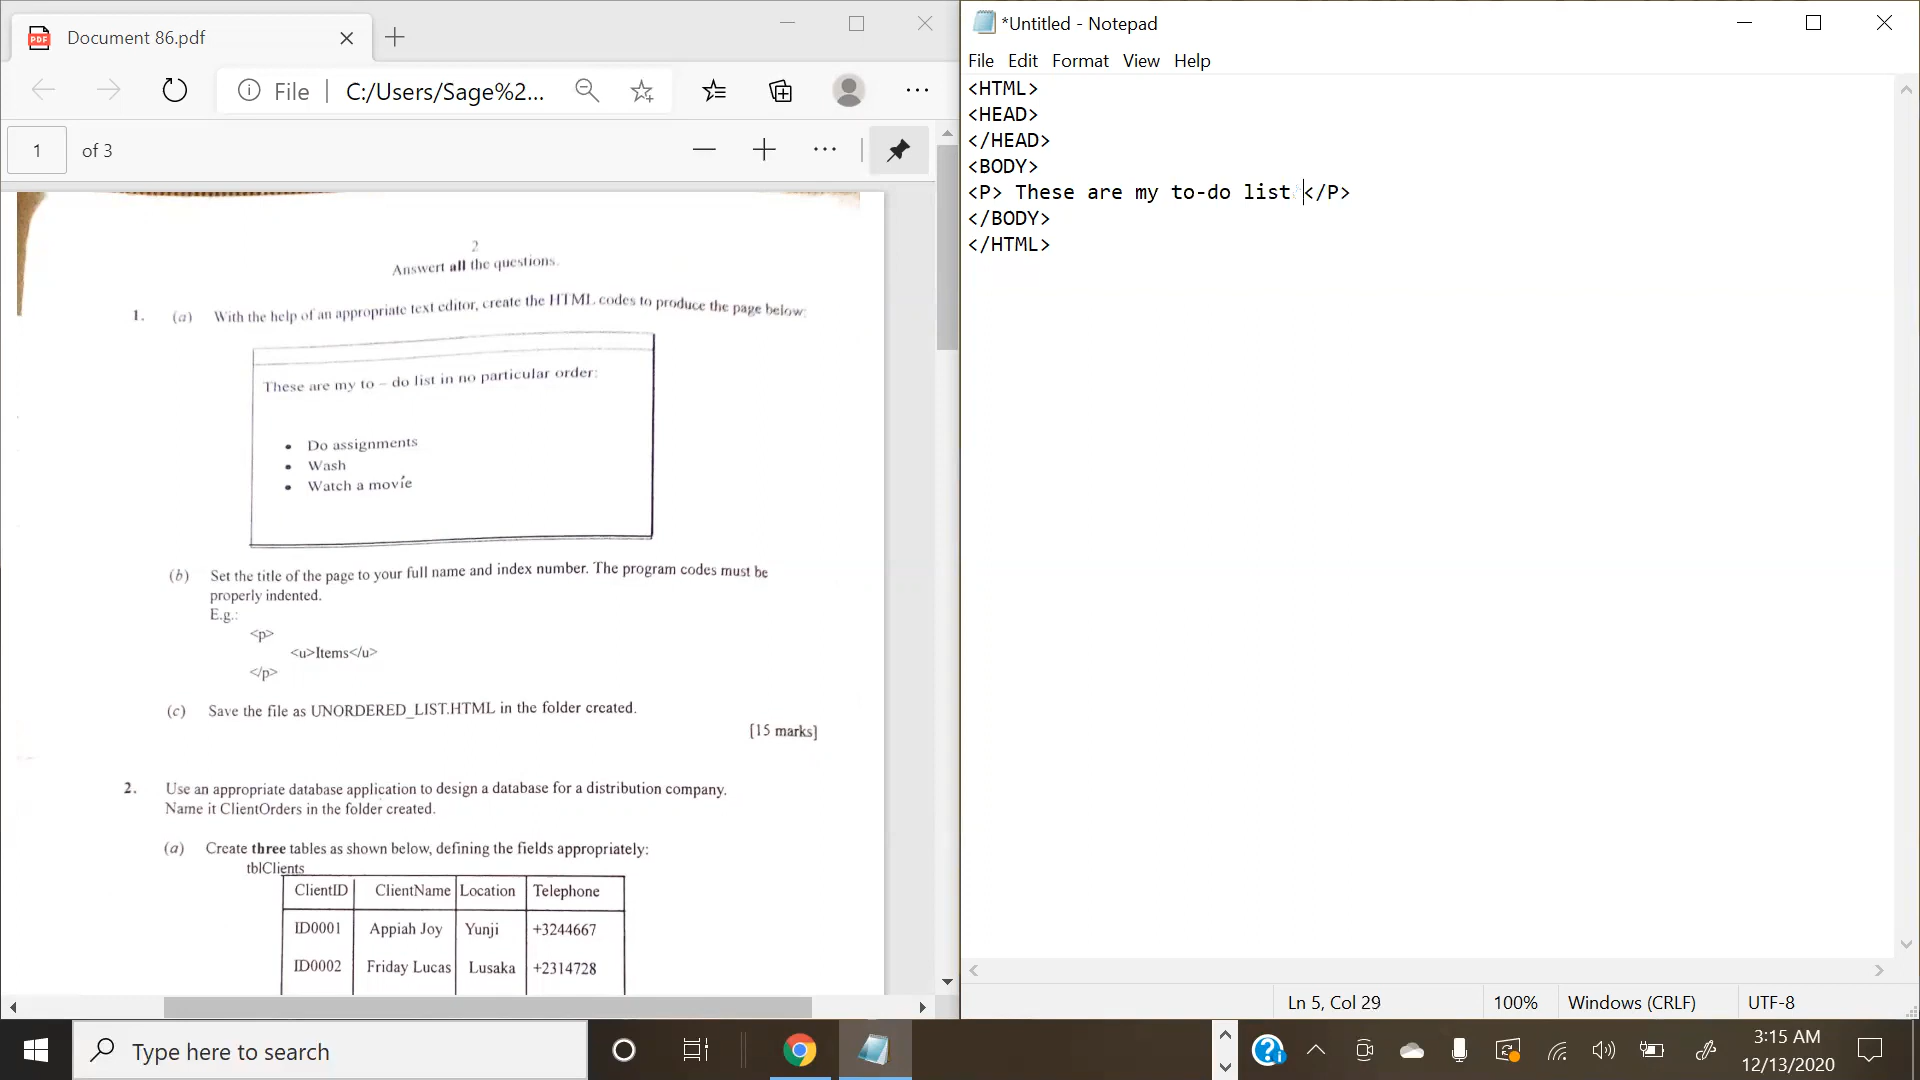 Document 86.pdf
File
C:/Users/Sage%2...
1
of 3
2
Answert all the questions.
1. (a) With the help of an appropriate text editor, create the HTML codes to produce the page below:
These are my to – do list in no particular order:
• Do assignments
• Wash
• Watch a movie
(b) Set the title of the page to your full name and index number. The program codes must be
properly indented.
E.g.:
<p>
<u>Items</u>
</p>
(c) Save the file as UNORDERED_LIST.HTML in the folder created.
[15 marks]
2. Use an appropriate database application to design a database for a distribution company.
Name it ClientOrders in the folder created.
(a) Create three tables as shown below, defining the fields appropriately:
tblClients
ClientID ClientName Location Telephone
ID0001 Appiah Joy Yunji +3244667
ID0002 Friday Lucas Lusaka +2314728
*Untitled - Notepad
File Edit Format View Help
<HTML>
<HEAD>
</HEAD>
<BODY>
<P> These are my to-do list </P>
</BODY>
</HTML>
Ln 5, Col 29
100%
Windows (CRLF)
UTF-8
Type here to search
3:15 AM
12/13/2020